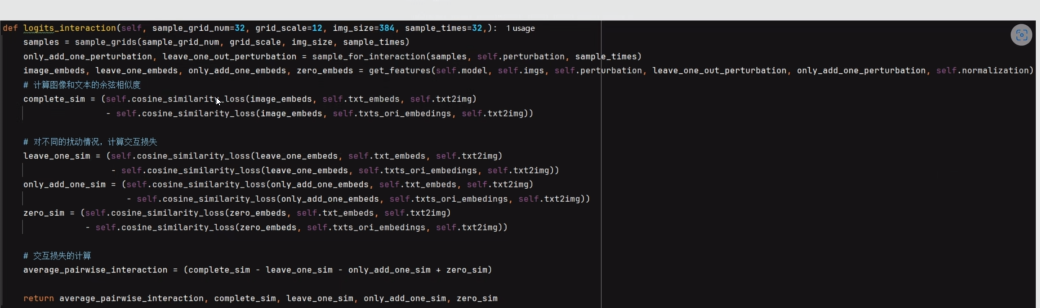 def logits_interaction(self, sample_grid_num=32, grid_scale=12, img_size=384, sample_times=32,): 1 usage
samples = sample_grids(sample_grid_num, grid_scale, img_size, sample_times)
only_add_one_perturbation, leave_one_out_perturbation = sample_for_interaction(samples, self.perturbation, sample_times)
image_embeds, leave_one_embeds, only_add_one_embeds, zero_embeds = get_features(self.model, self.imgs, self.perturbation, leave_one_out_perturbation, only_add_one_perturbation, self.normalization)
# 计算图像和文本的余弦相似度
complete_sim = (self.cosine_similarity_loss(image_embeds, self.txt_embeds, self.txt2img)
- self.cosine_similarity_loss(image_embeds, self.txts_ori_embedings, self.txt2img))
# 对不同的扰动情况，计算交互损失
leave_one_sim = (self.cosine_similarity_loss(leave_one_embeds, self.txt_embeds, self.txt2img)
- self.cosine_similarity_loss(leave_one_embeds, self.txts_ori_embedings, self.txt2img))
only_add_one_sim = (self.cosine_similarity_loss(only_add_one_embeds, self.txt_embeds, self.txt2img)
- self.cosine_similarity_loss(only_add_one_embeds, self.txts_ori_embedings, self.txt2img))
zero_sim = (self.cosine_similarity_loss(zero_embeds, self.txt_embeds, self.txt2img)
- self.cosine_similarity_loss(zero_embeds, self.txts_ori_embedings, self.txt2img))
# 交互损失的计算
average_pairwise_interaction = (complete_sim - leave_one_sim - only_add_one_sim + zero_sim)
return average_pairwise_interaction, complete_sim, leave_one_sim, only_add_one_sim, zero_sim